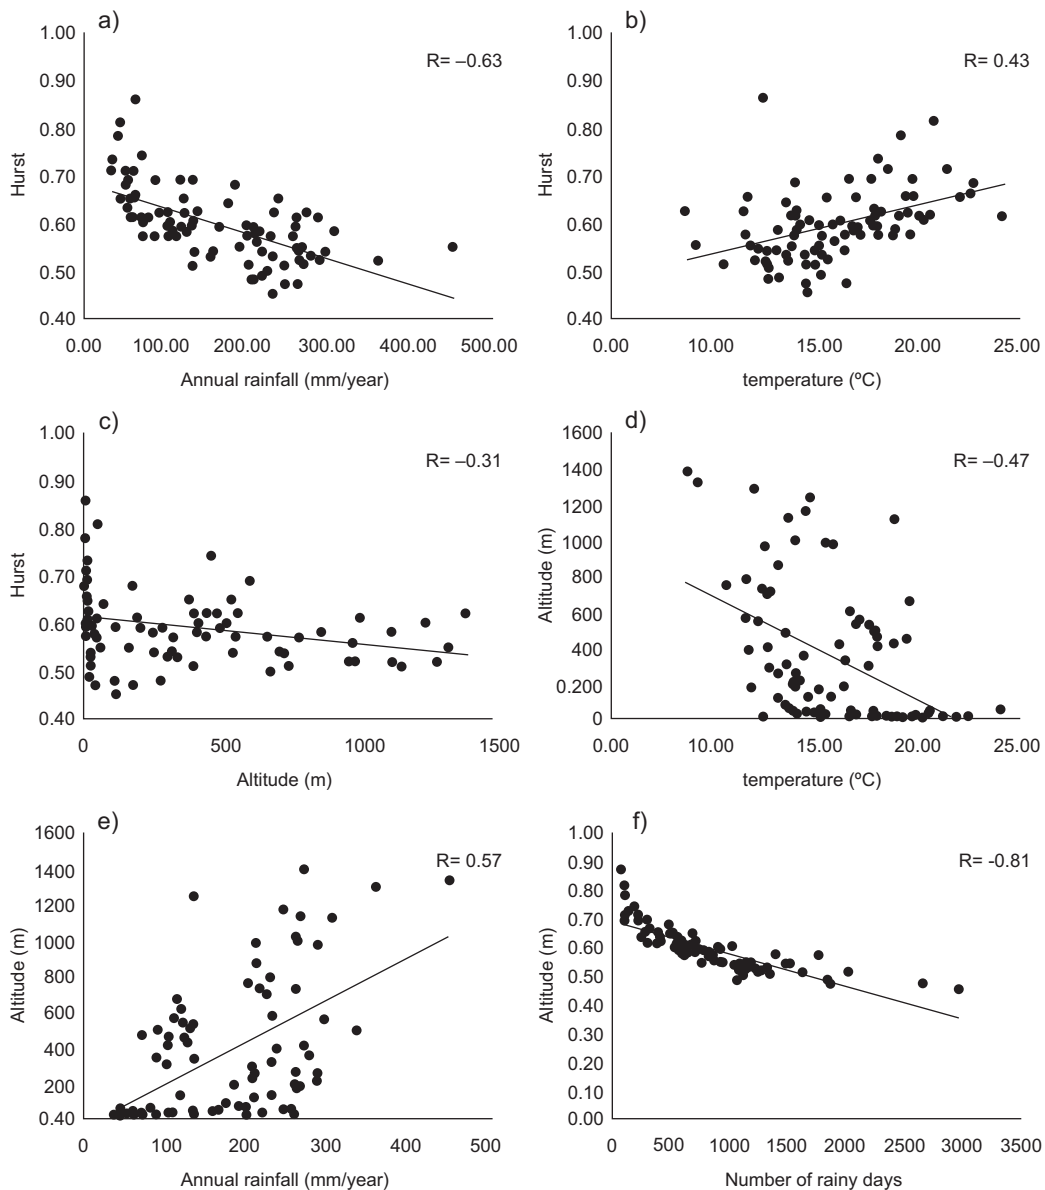 a)
R= –0.63
1.00
0.90
0.80
0.70
0.60
0.50
0.40
Hurst
0.00 100.00 200.00 300.00 400.00 500.00
Annual rainfall (mm/year)
b)
R= 0.43
1.00
0.90
0.80
0.70
0.60
0.50
0.40
Hurst
0.00 10.00 15.00 20.00 25.00
temperature (ºC)
c)
R= –0.31
1.00
0.90
0.80
0.70
0.60
0.50
0.40
Hurst
0 500 1000 1500
Altitude (m)
d)
R= –0.47
1600
1400
1200
1000
800
600
400
0.200
0
Altitude (m)
0.00 10.00 15.00 20.00 25.00
temperature (ºC)
e)
R= 0.57
1600
1400
1200
1000
800
600
400
200
0.40
Altitude (m)
0 100 200 300 400 500
Annual rainfall (mm/year)
f)
R= -0.81
1.00
0.90
0.80
0.70
0.60
0.50
0.40
0.30
0.20
0.10
0.00
Altitude (m)
0 500 1000 1500 2000 2500 3000 3500
Number of rainy days